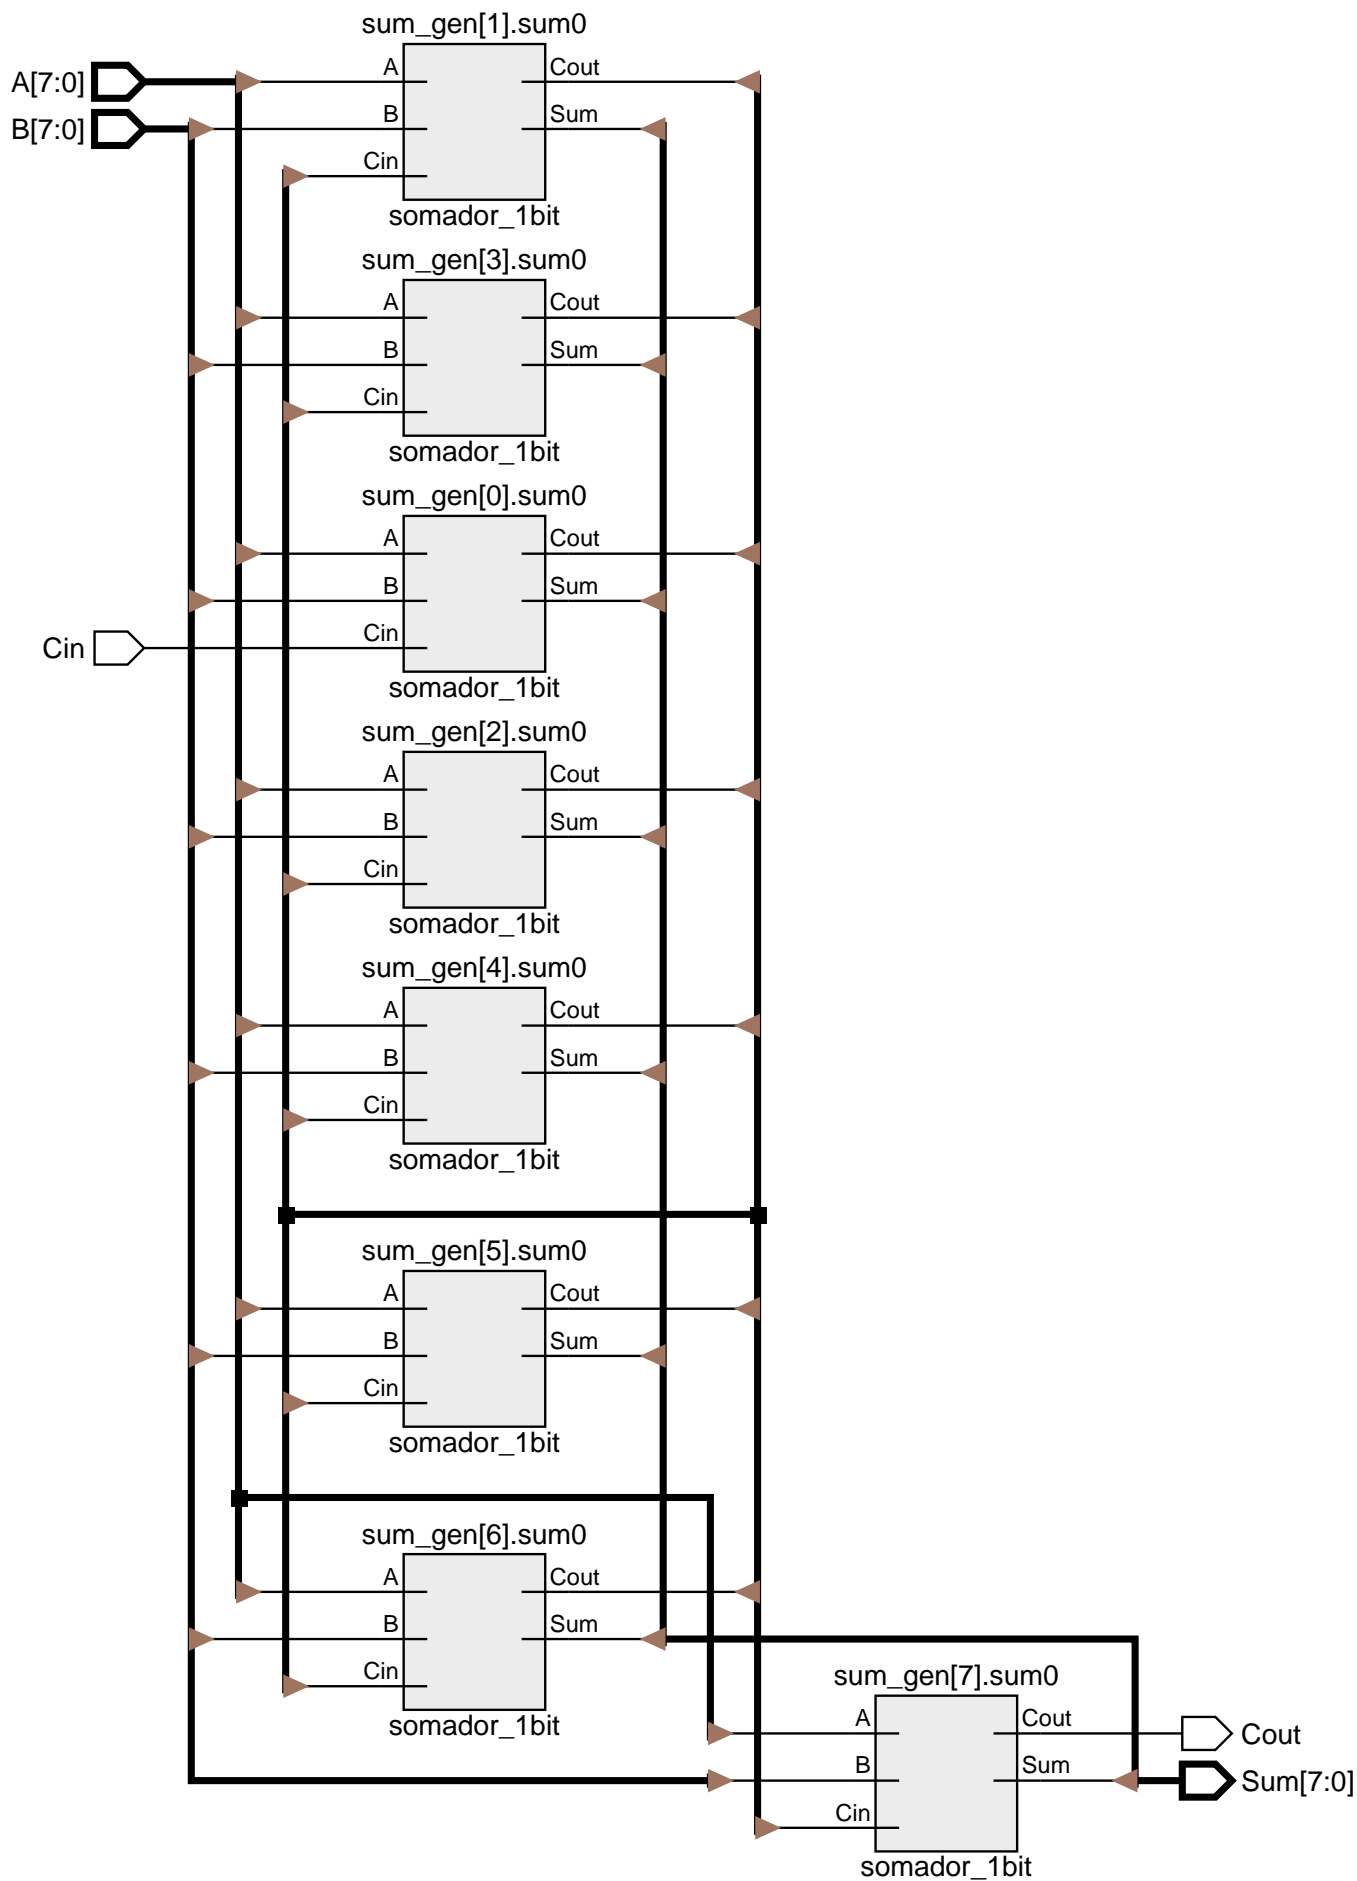 sum_gen[1].sum0
A[7:0]
A
Cout
B[7:0]
B
Sum
Cin
somador_1bit
sum_gen[3].sum0
A
Cout
B
Sum
Cin
somador_1bit
sum_gen[0].sum0
A
Cout
B
Sum
Cin
Cin
somador_1bit
sum_gen[2].sum0
A
Cout
B
Sum
Cin
somador_1bit
sum_gen[4].sum0
A
Cout
B
Sum
Cin
somador_1bit
sum_gen[5].sum0
A
Cout
B
Sum
Cin
somador_1bit
sum_gen[6].sum0
A
Cout
B
Sum
Cin
somador_1bit
sum_gen[7].sum0
A
Cout
Cout
B
Sum
Sum[7:0]
Cin
somador_1bit